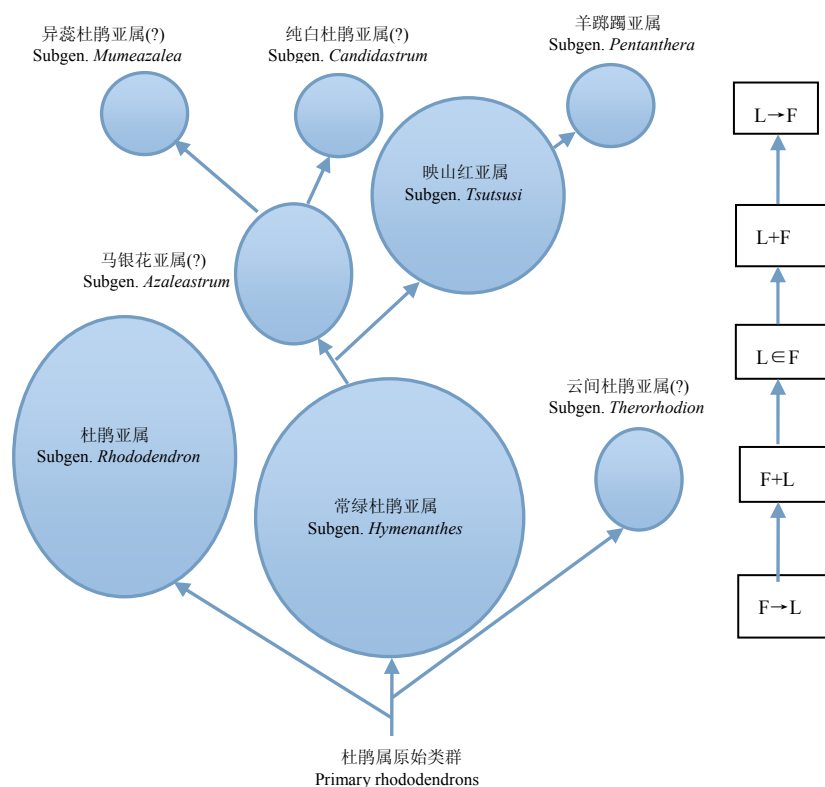 异蕊杜鹃亚属(?)
Subgen. Mumeazalea
纯白杜鹃亚属(?)
Subgen. Candidastrum
羊踯躅亚属
Subgen. Pentanthera
映山红亚属
Subgen. Tsutsusi
马银花亚属(?)
Subgen. Azaleastrum
杜鹃亚属
Subgen. Rhododendron
常绿杜鹃亚属
Subgen. Hymenanthes
云间杜鹃亚属(?)
Subgen. Therorhodion
杜鹃属原始类群
Primary rhododendrons
L→F
L+F
L∈F
F+L
F→L